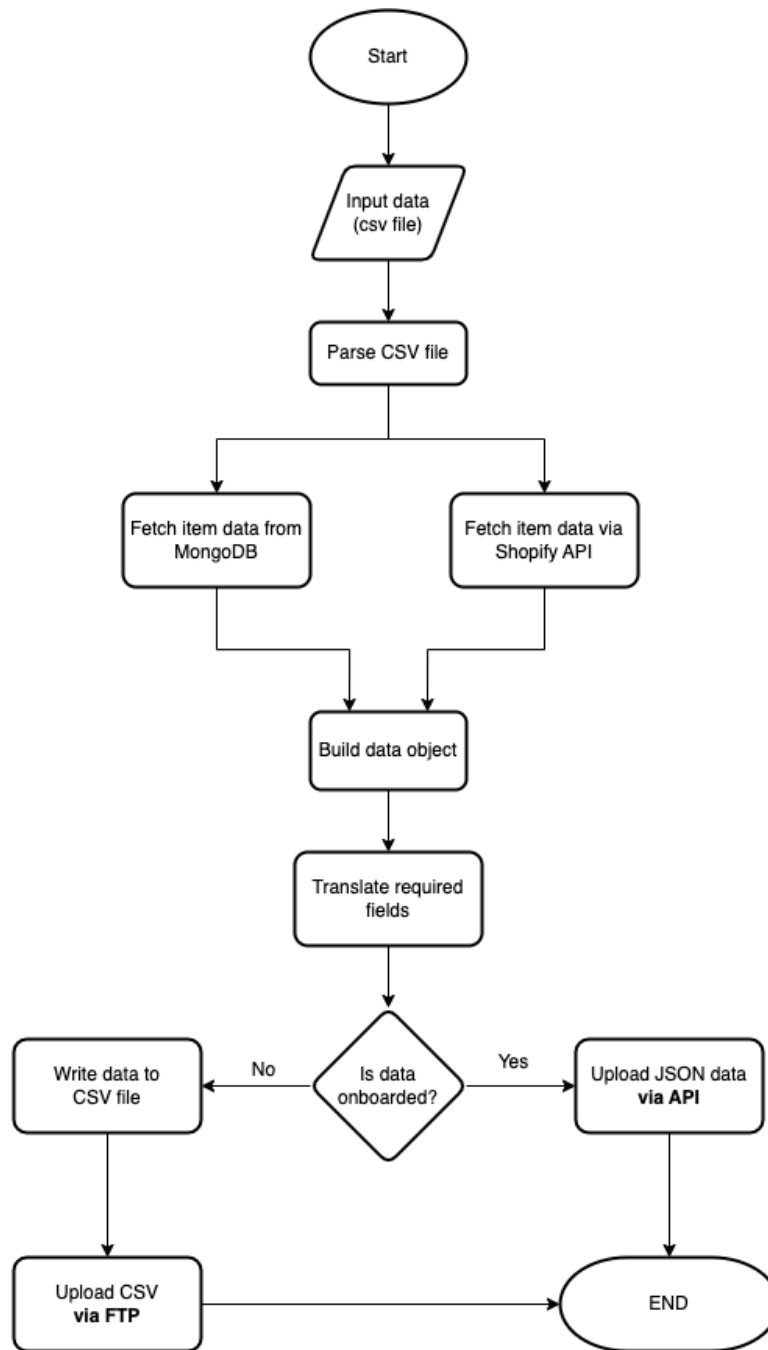 Start
Input data
(csv file)
Parse CSV file
Fetch item data from
MongoDB
Fetch item data via
Shopify API
Build data object
Translate required
fields
Is data
onboarded?
No
Yes
Write data to
CSV file
Upload JSON data
via API
Upload CSV
via FTP
END